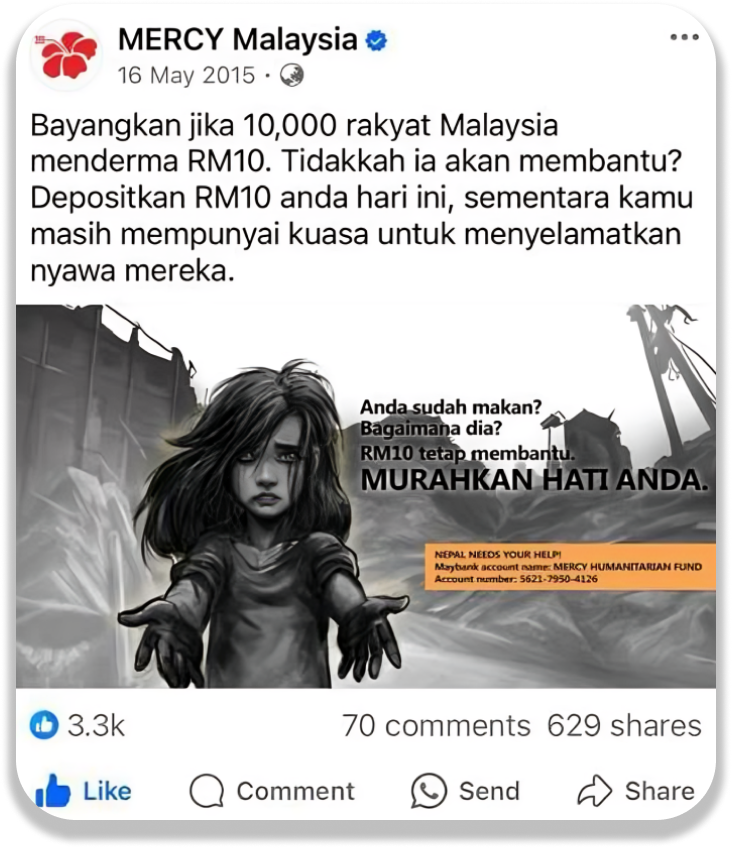 MERCY Malaysia
16 May 2015 ·
Bayangkan jika 10,000 rakyat Malaysia
menderma RM10. Tidakkah ia akan membantu?
Depositkan RM10 anda hari ini, sementara kamu
masih mempunyai kuasa untuk menyelamatkan
nyawa mereka.
Anda sudah makan?
Bagaimana dia?
RM10 tetap membantu.
MURAHKAN HATI ANDA.
NEPAL NEEDS YOUR HELP!
Maybank account name: MERCY HUMANITARIAN FUND
Account number: 5621-7950-4126
3.3k 70 comments 629 shares
Like Comment Send Share